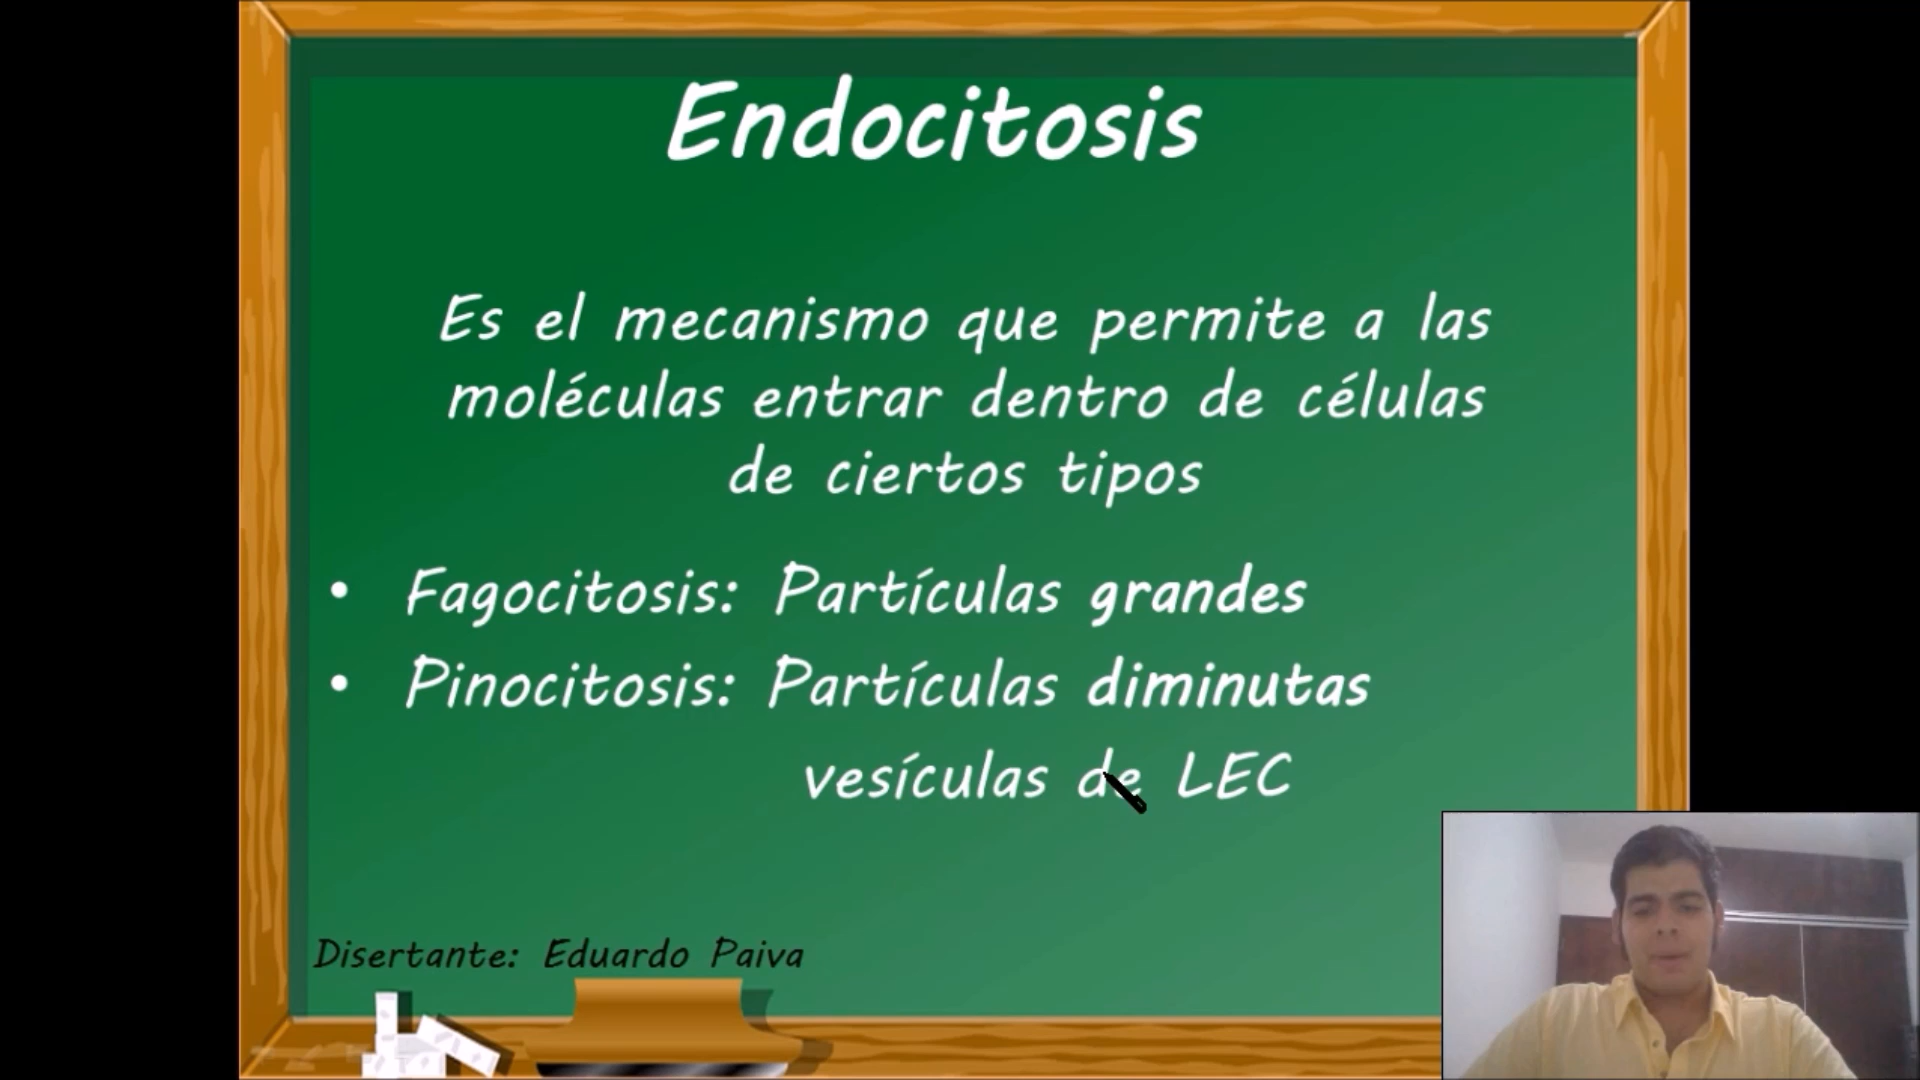 Endocitosis
Es el mecanismo que permite a las
moléculas entrar dentro de células
de ciertos tipos
• Fagocitosis: Partículas grandes
• Pinocitosis: Partículas diminutas
vesículas de LEC
Disertante: Eduardo Paiva